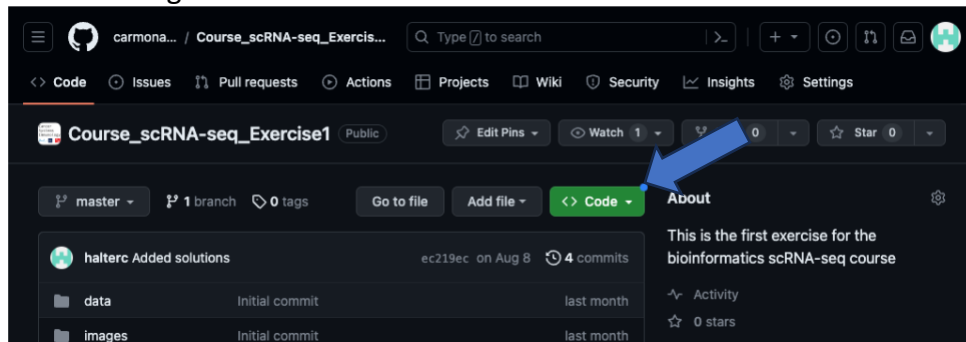 carmona... / Course_scRNA-seq_Exercis... Type / to search
<> Code Issues Pull requests Actions Projects Wiki Security Insights Settings
Course_scRNA-seq_Exercise1 Public Edit Pins Watch 1 0 Star 0
master 1 branch 0 tags Go to file Add file <> Code About
This is the first exercise for the
bioinformatics scRNA-seq course
halterc Added solutions ec219ec on Aug 8 4 commits
data Initial commit last month Activity
0 stars
images Initial commit last month